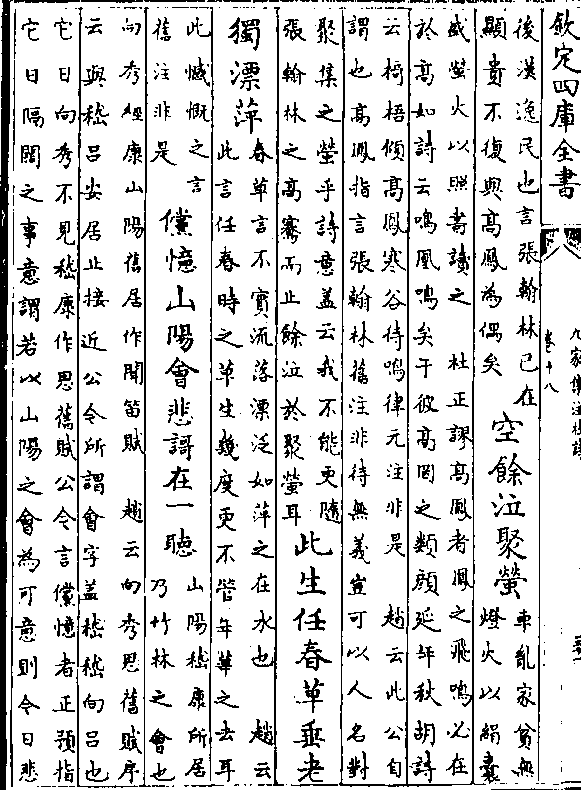 欽定四庫全書
九家集注杜詩
卷十八
後漢逸民也言張翰林已在
顯貴不復與高鳳為偶矣
空餘泣聚螢
車胤家貧無
燈火以絹囊
盛螢火以照書讀之 杜正謬高鳳者鳳之飛鳴必在
於高如詩云鳳凰鳴矣于彼高岡之類顔延年秋胡詩
云椅梧傾高鳳寒谷待鳴律元注非是 趙云此公自
謂也高鳳指言張翰林舊注非待無義豈可以人名對
聚集之螢乎詩意蓋云我不能更隨
張翰林之高騫而止餘泣於聚螢耳
此生任春草垂老
獨漂萍
春草言不實流落漂泛如萍之在水也 趙云
此言任春時之草生幾度更不管年華之去耳
此憾慨之言
舊注非是
儻憶山陽會悲謌在一聽
山陽嵇康所居
乃竹林之會也
向秀經康山陽舊居作聞笛賦 趙云向秀思舊賦序
云與嵇呂安居止接近公令所謂會字蓋嵇嵇向呂也
它日向秀不見嵇康作思舊賦公令言儻憶者正預指
它日隔闊之事意謂若以山陽之會為可意則令日悲